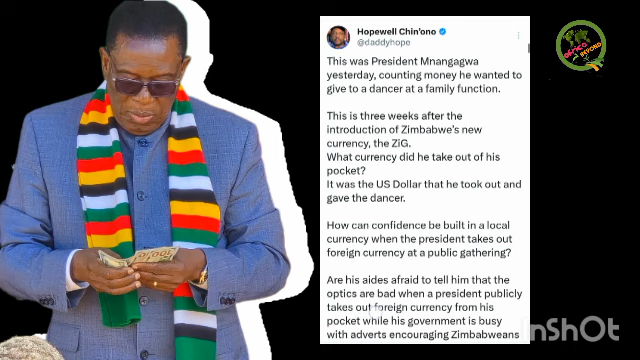 Hopewell Chin'ono
@daddyhope
This was President Mnangagwa
yesterday, counting money he wanted to
give to a dancer at a family function.
This is three weeks after the
introduction of Zimbabwe's new
currency, the ZiG.
What currency did he take out of his
pocket?
It was the US Dollar that he took out and
gave the dancer.
How can confidence be built in a local
currency when the president takes out
foreign currency at a public gathering?
Are his aides afraid to tell him that the
optics are bad when a president publicly
takes out foreign currency from his
pocket while his government is busy
with adverts encouraging Zimbabweans
africa
BEYOND
InShOt